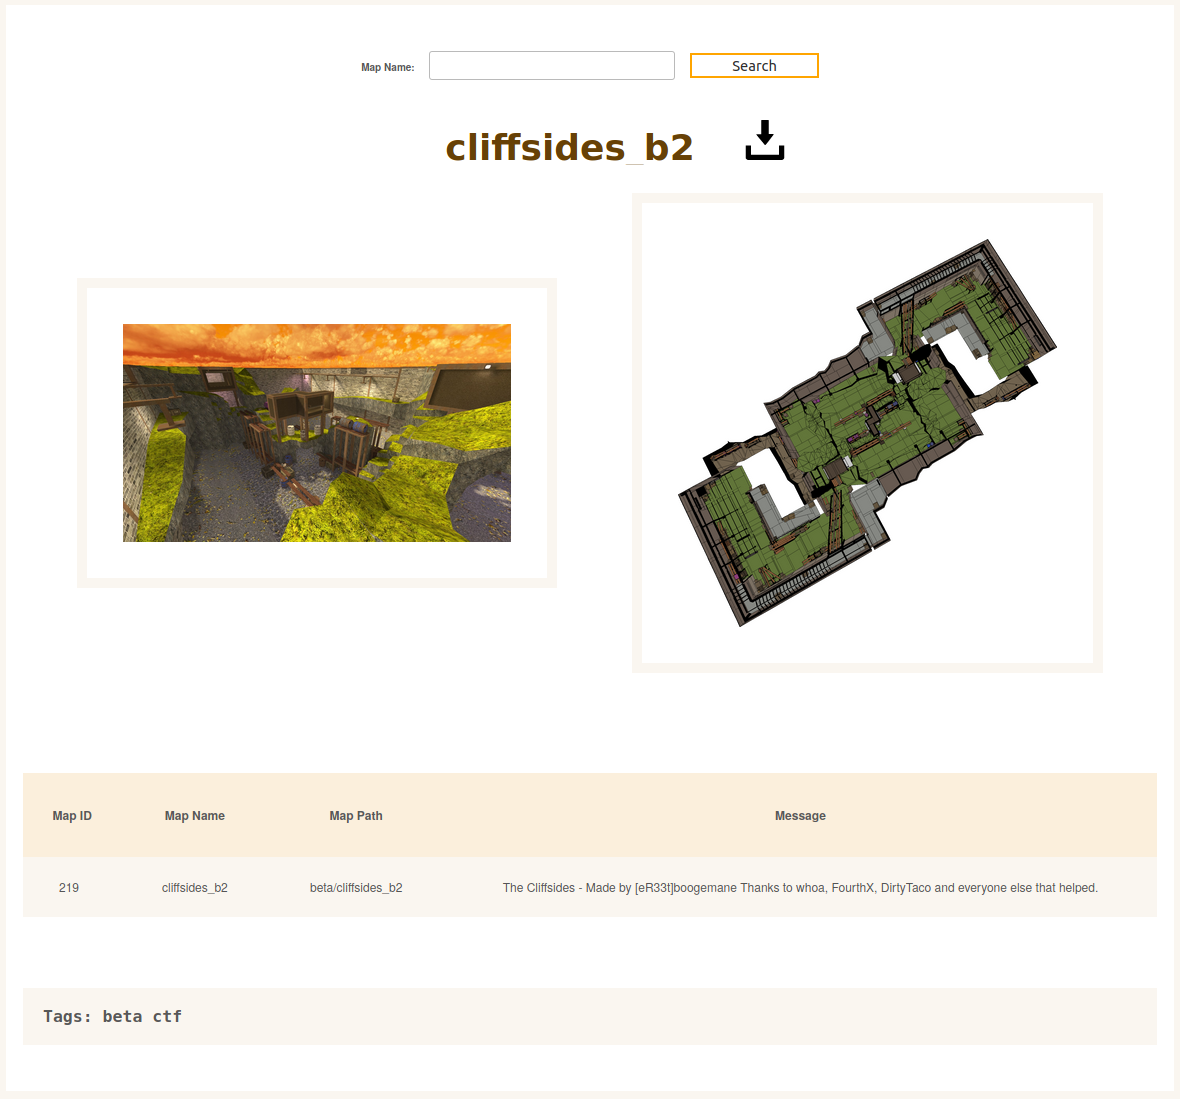 Map Name:
Search
cliffsides_b2
Map ID Map Name Map Path Message
219 cliffsides_b2 beta/cliffsides_b2 The Cliffsides - Made by [eR33t]boogemane Thanks to whoa, FourthX, DirtyTaco and everyone else that helped.
Tags: beta ctf